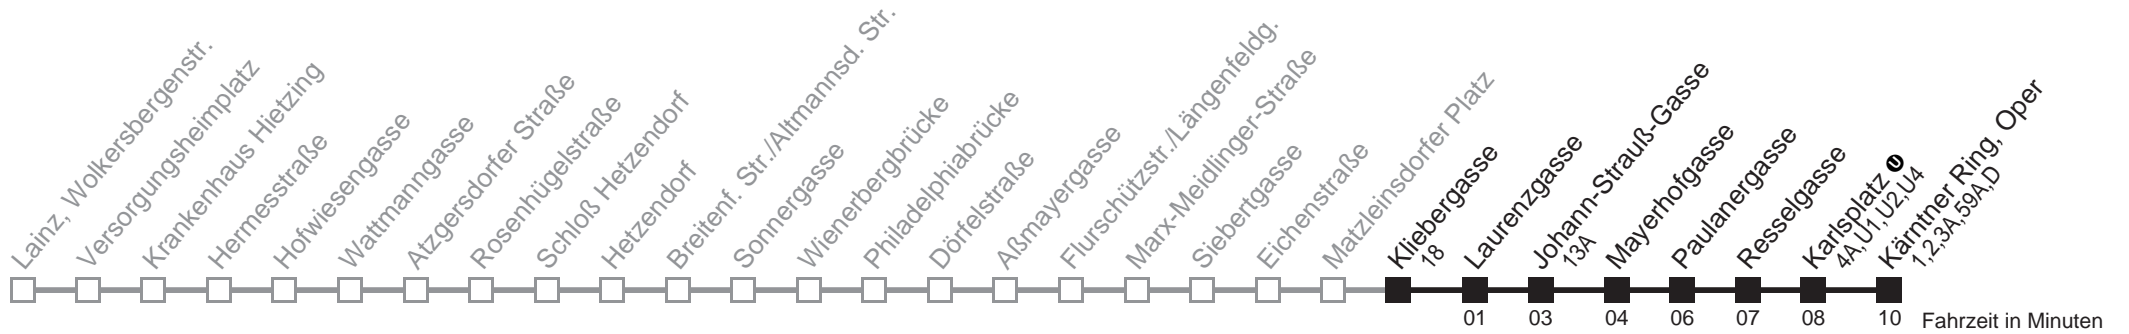 Lainz, Wolkersbergenstr.
Versorgungsheimplatz
Krankenhaus Hietzing
Hermesstraße
Hofwiesengasse
Wattmanngasse
Atzgersdorfer Straße
Rosenhügelstraße
Schloß Hetzendorf
Hetzendorf
Breitenf. Str./Altmannsd. Str.
Sonnergasse
Wienerbergbrücke
Philadelphiabrücke
Dörfelstraße
Aßmayergasse
Flurschützstr./Längenfeldg.
Marx-Meidlinger-Straße
Siebertgasse
Eichenstraße
Matzleinsdorfer Platz
Kliebergasse
18
Laurenzgasse
Johann-Strauß-Gasse
13A
Mayerhofgasse
Paulanergasse
Resselgasse
Karlsplatz U
4A,U1,U2,U4
Kärntner Ring, Oper
1,2,3A,59A,D
01 03 04 06 07 08 10 Fahrzeit in Minuten